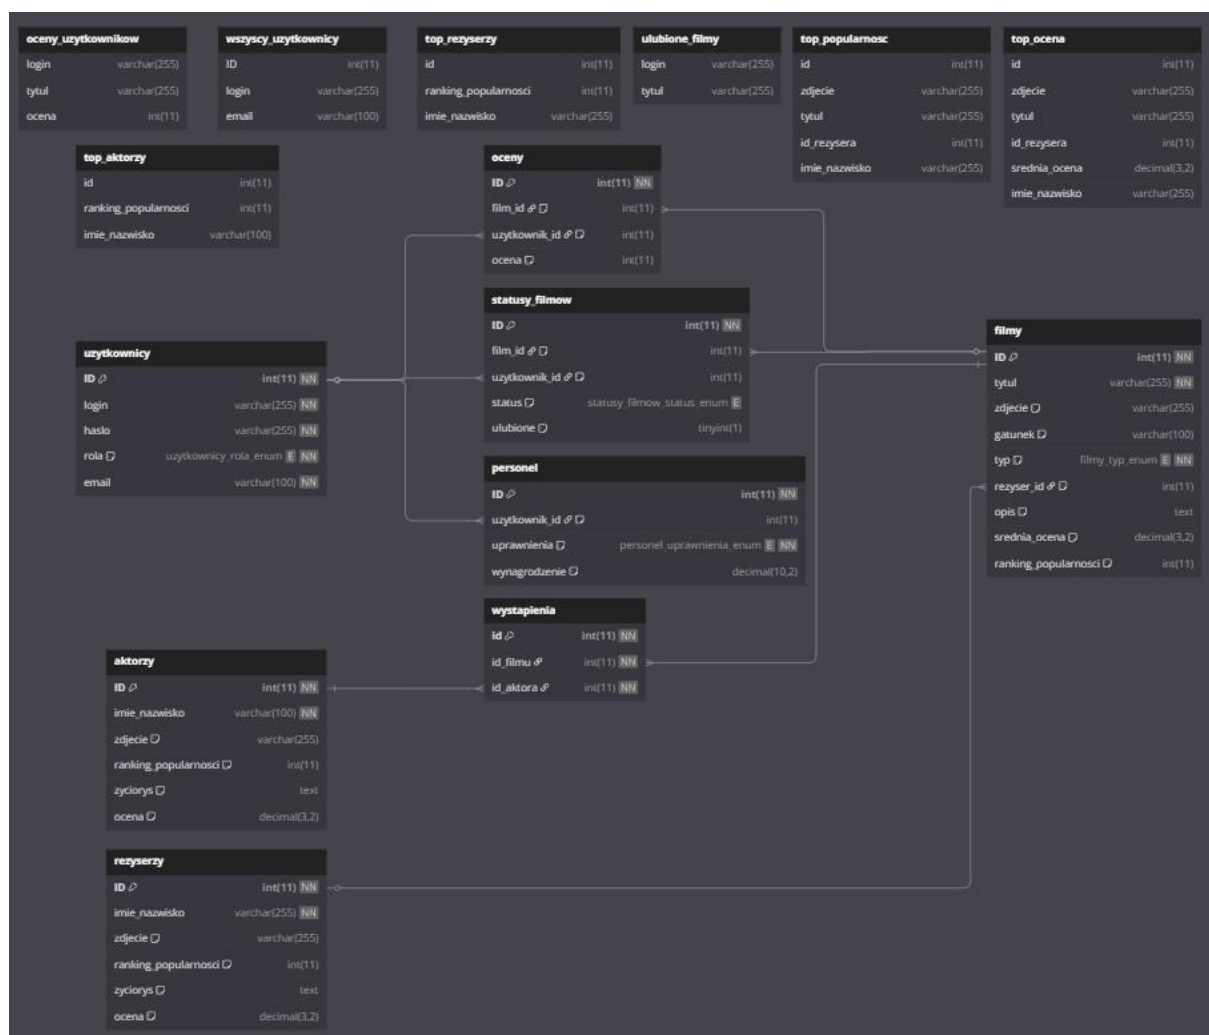 oceny_uzytkownikow
login varchar(255)
tytul varchar(255)
ocena int(11)
wszyscy_uzytkownicy
ID int(11)
login varchar(255)
email varchar(100)
top_rezyserzy
id int(11)
ranking_popularnosci int(11)
imie_nazwisko varchar(255)
ulubione_filmy
login varchar(255)
tytul varchar(255)
top_popularnosc
id int(11)
zdjecie varchar(255)
tytul varchar(255)
id_rezysera int(11)
imie_nazwisko varchar(255)
top_ocena
id int(11)
zdjecie varchar(255)
tytul varchar(255)
id_rezysera int(11)
srednia_ocena decimal(3,2)
imie_nazwisko varchar(255)
top_aktorzy
id int(11)
ranking_popularnosci int(11)
imie_nazwisko varchar(100)
oceny
ID int(11) NN
film_id int(11)
uzytkownik_id int(11)
ocena int(11)
statusy_filmow
ID int(11) NN
film_id int(11)
uzytkownik_id int(11)
status statusy_filmow_status_enum E
ulubione tinyint(1)
uzytkownicy
ID int(11) NN
login varchar(255) NN
haslo varchar(255) NN
rola uzytkownicy_rola_enum E NN
email varchar(100) NN
filmy
ID int(11) NN
tytul varchar(255) NN
zdjecie varchar(255)
gatunek varchar(100)
typ filmy_typ_enum E NN
rezyser_id int(11)
opis text
srednia_ocena decimal(3,2)
ranking_popularnosci int(11)
personel
ID int(11) NN
uzytkownik_id int(11)
uprawnienia personel_uprawnienia_enum E NN
wynagrodzenie decimal(10,2)
wystapienia
id int(11) NN
id_filmu int(11) NN
id_aktora int(11) NN
aktorzy
ID int(11) NN
imie_nazwisko varchar(100) NN
zdjecie varchar(255)
ranking_popularnosci int(11)
zyciorys text
ocena decimal(3,2)
rezyserzy
ID int(11) NN
imie_nazwisko varchar(255) NN
zdjecie varchar(255)
ranking_popularnosci int(11)
zyciorys text
ocena decimal(3,2)